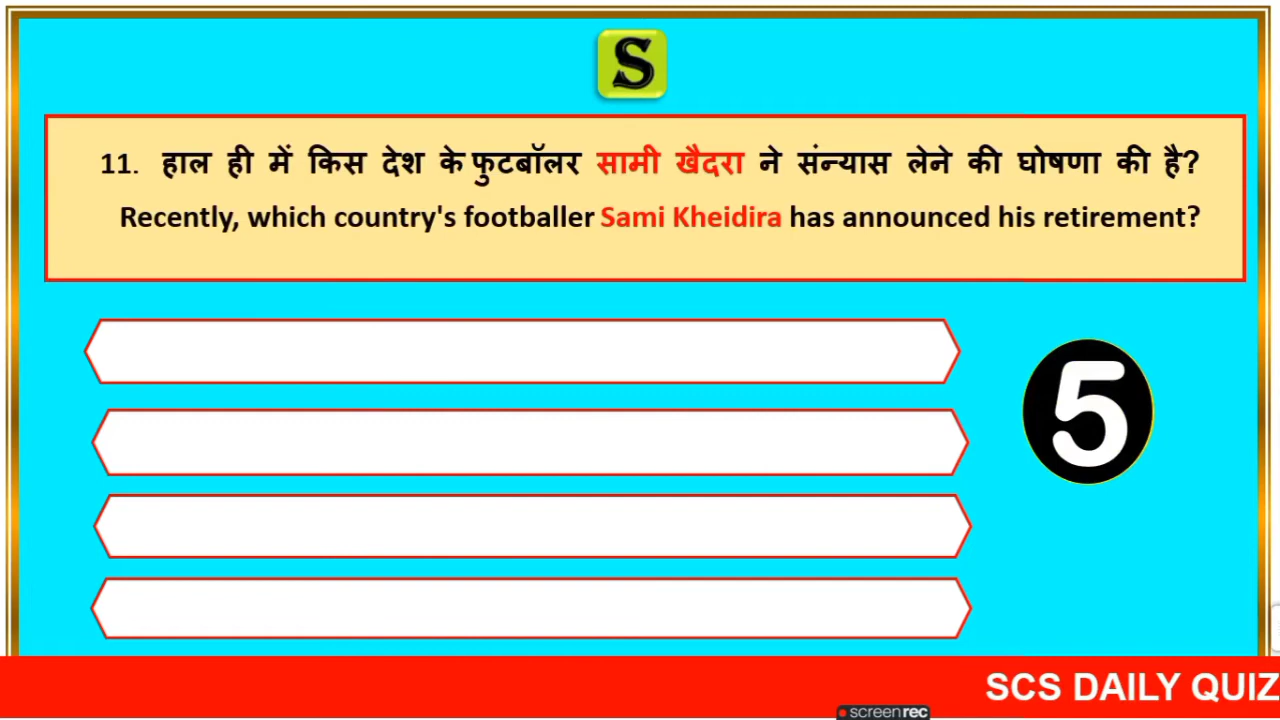 S
11. हाल ही में किस देश के फुटबॉलर सामी खैदरा ने संन्यास लेने की घोषणा की है?
Recently, which country's footballer Sami Kheidira has announced his retirement?
5
SCS DAILY QUIZ
screenrec